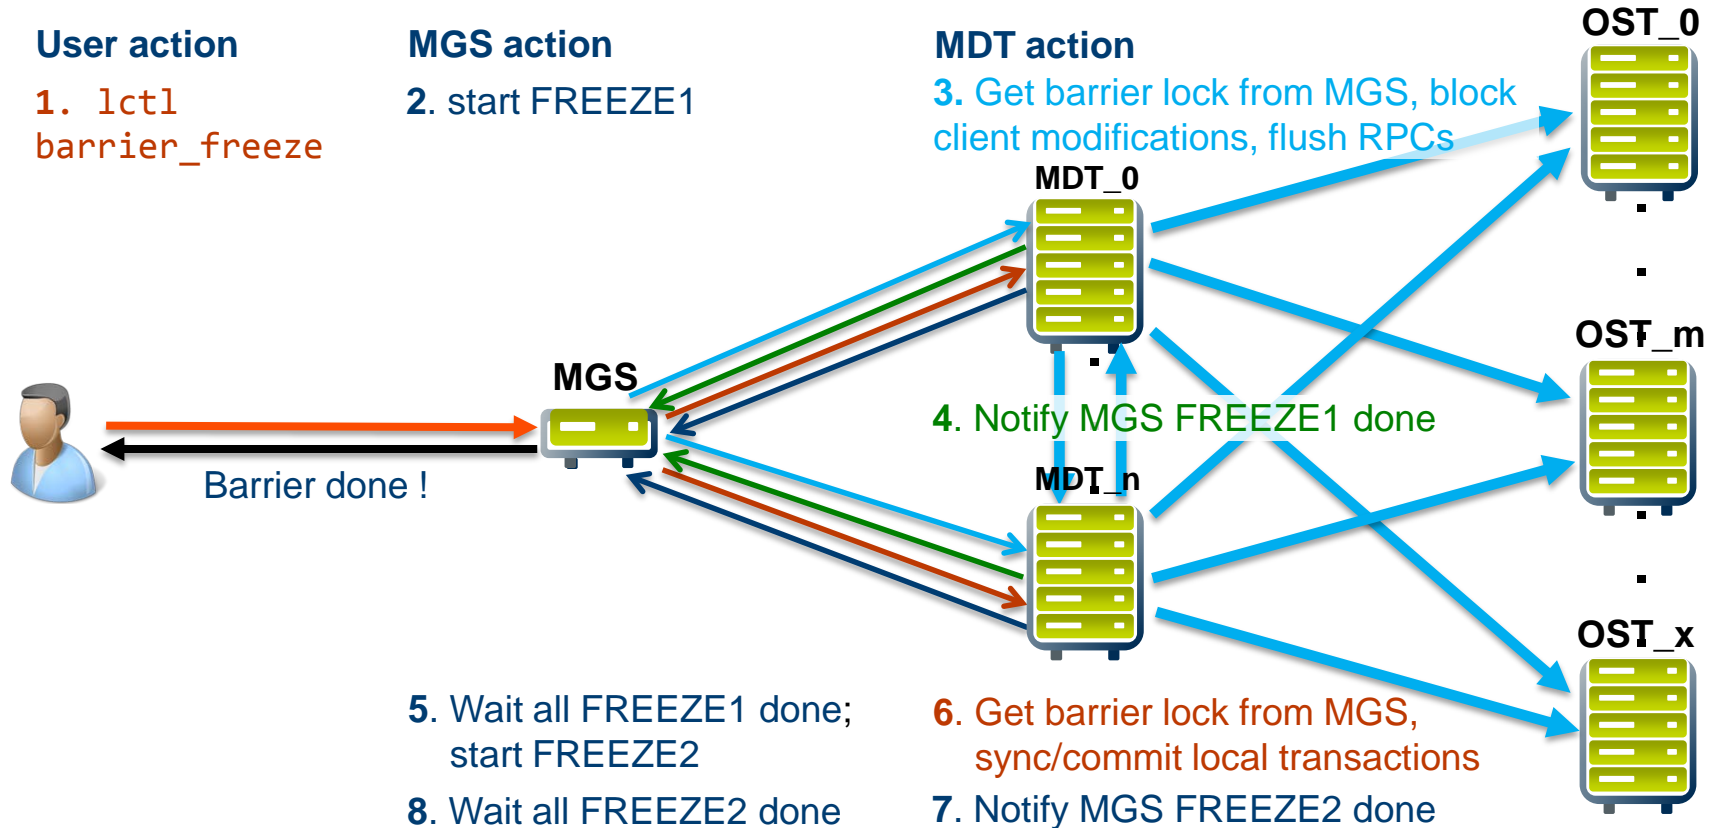 User action
1. lctl
barrier_freeze
MGS action
2. start FREEZE1
MDT action
3. Get barrier lock from MGS, block
client modifications, flush RPCs
OST_0
MDT_0
OST_m
MGS
4. Notify MGS FREEZE1 done
Barrier done !
MDT_n
OST_x
5. Wait all FREEZE1 done;
start FREEZE2
6. Get barrier lock from MGS,
sync/commit local transactions
8. Wait all FREEZE2 done
7. Notify MGS FREEZE2 done